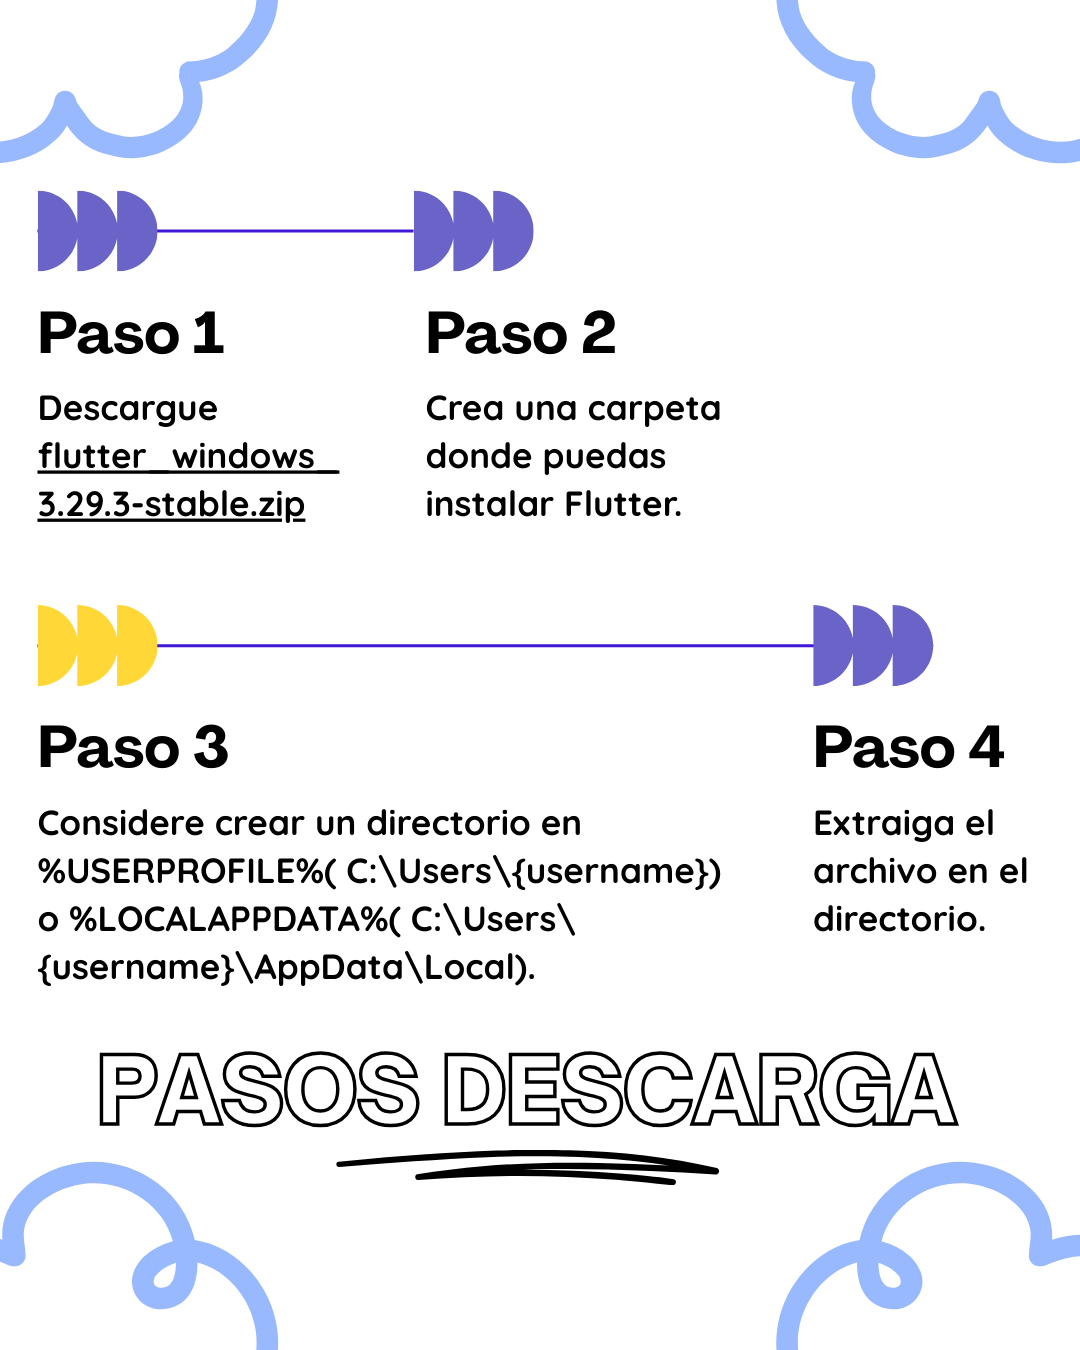 Paso 1
Descargue
flutter_windows_
3.29.3-stable.zip
Paso 2
Crea una carpeta
donde puedas
instalar Flutter.
Paso 3
Considere crear un directorio en
%USERPROFILE%( C:\Users\{username})
o %LOCALAPPDATA%( C:\Users\
{username}\AppData\Local).
Paso 4
Extraiga el
archivo en el
directorio.
PASOS DESCARGA